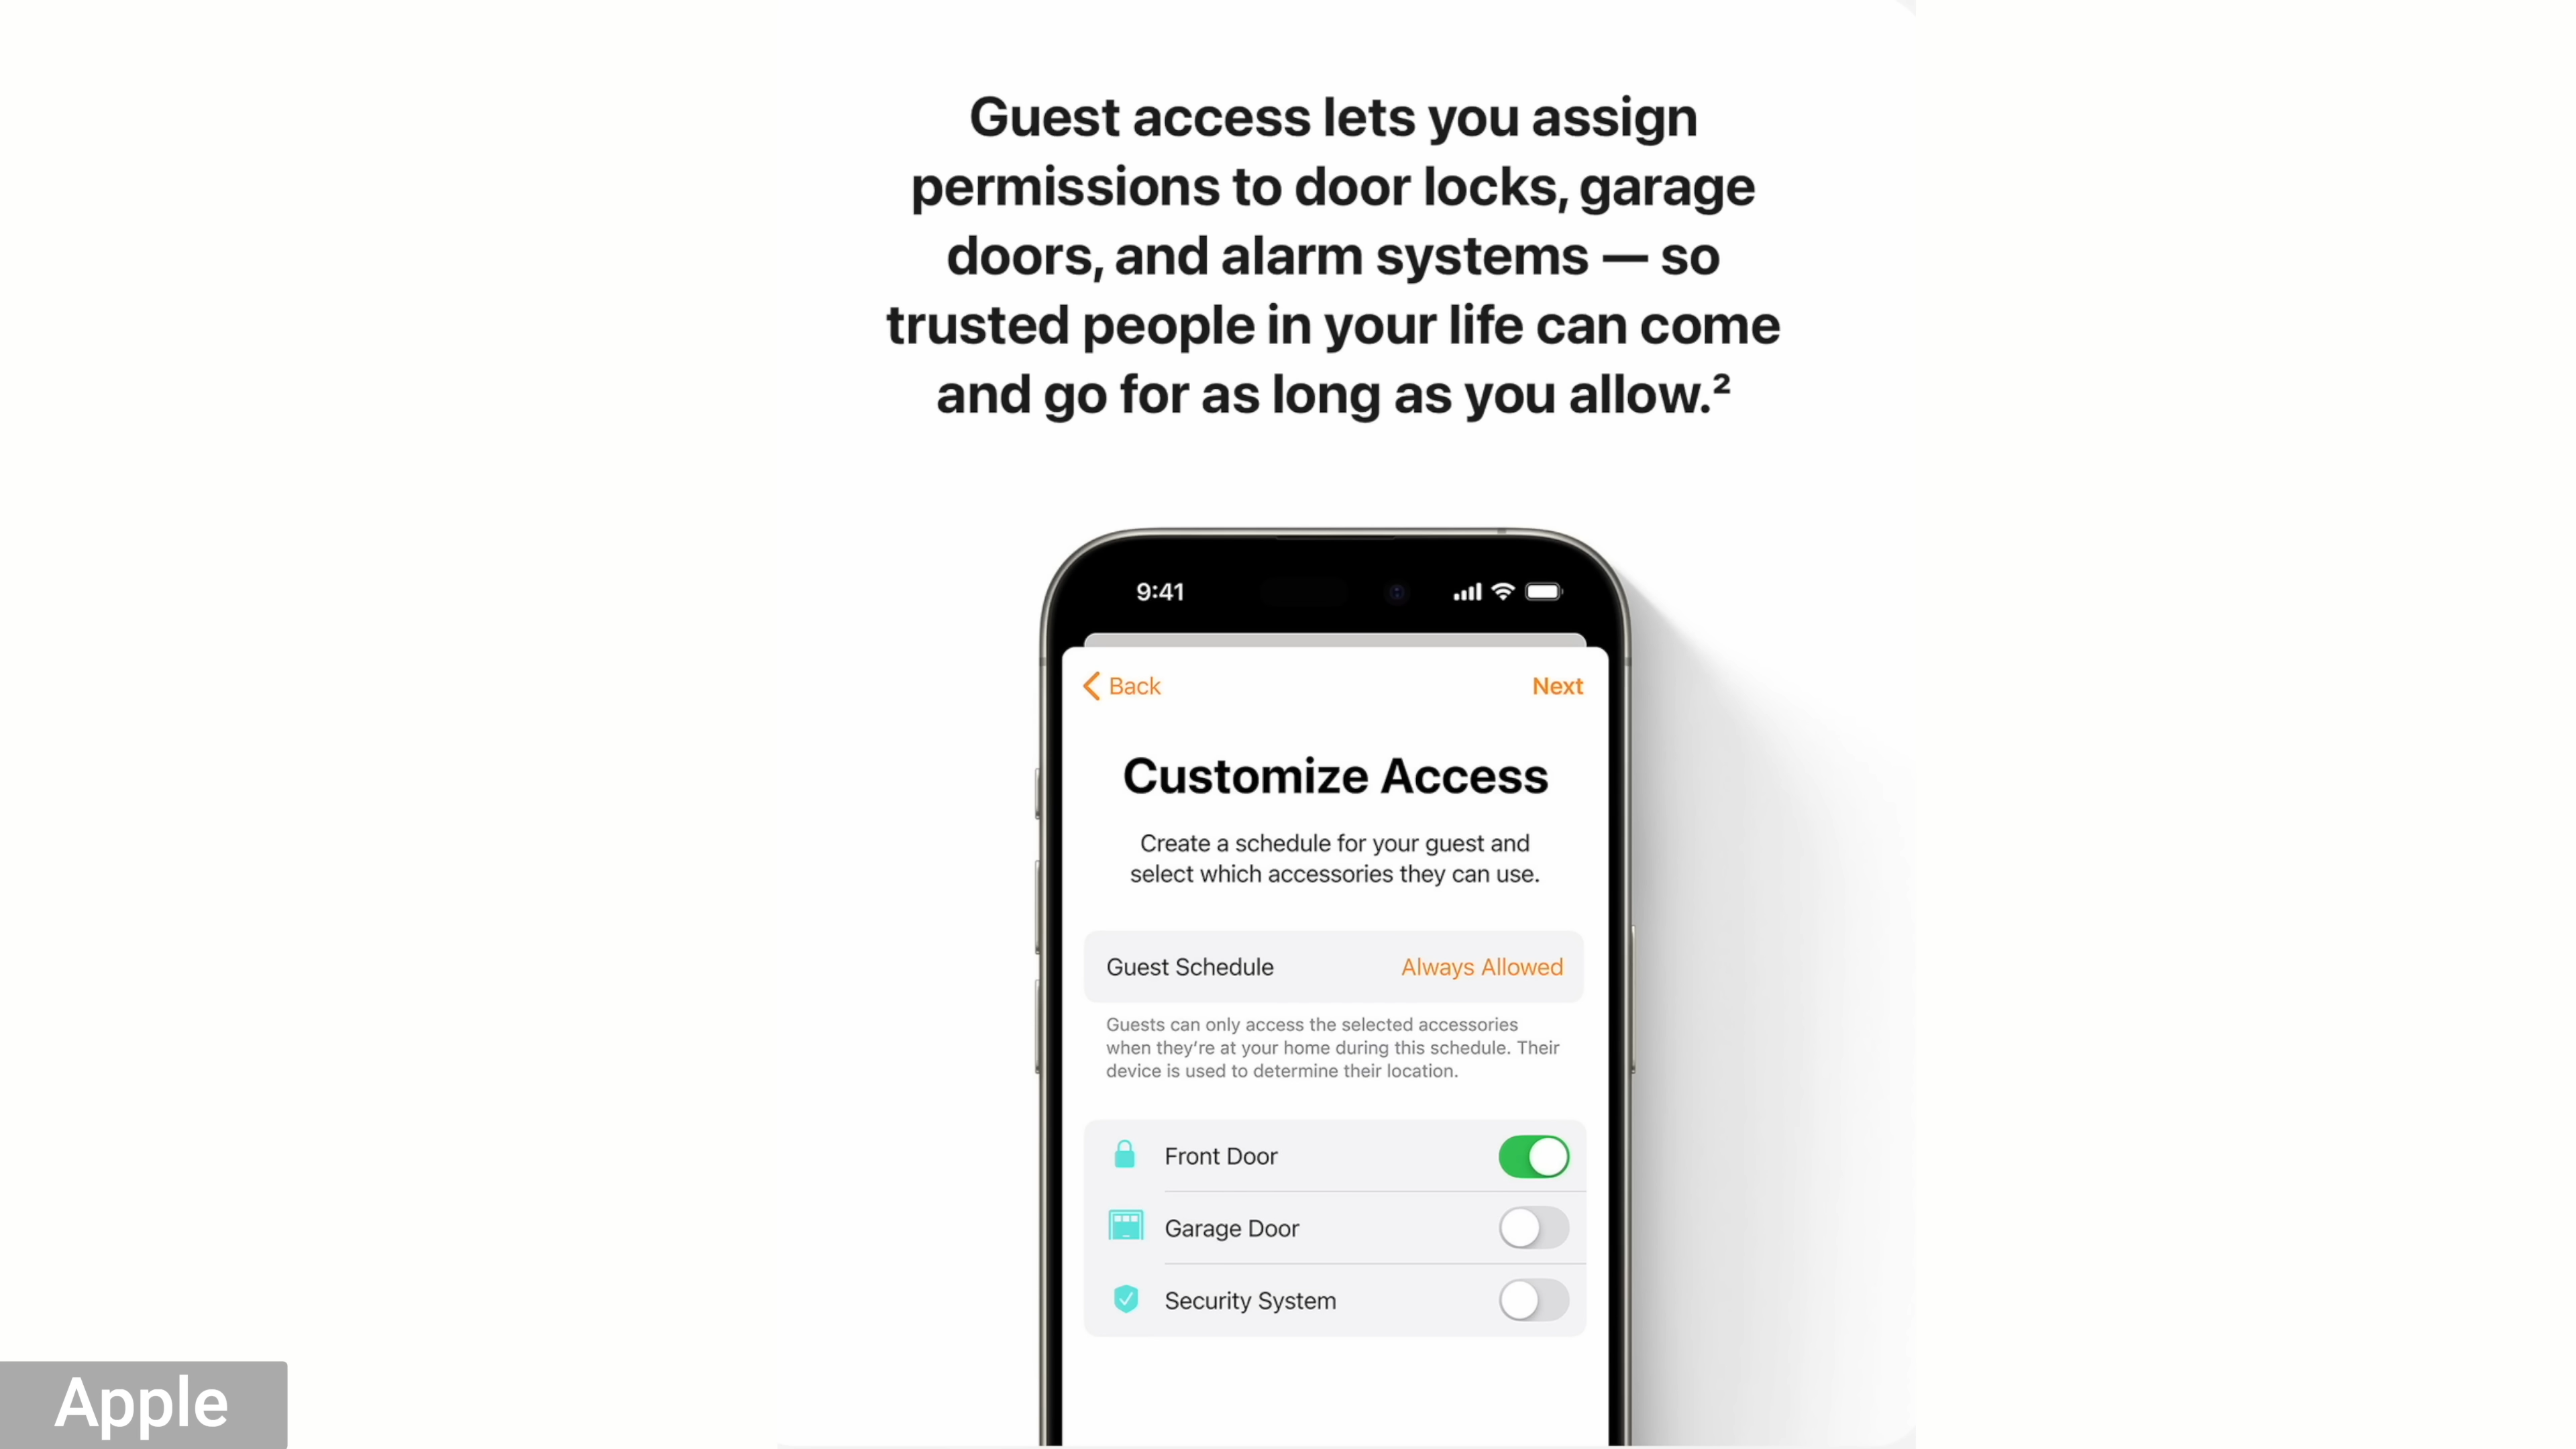 Guest access lets you assign
permissions to door locks, garage
doors, and alarm systems — so
trusted people in your life can come
and go for as long as you allow.²
9:41
Back
Next
Customize Access
Create a schedule for your guest and
select which accessories they can use.
Guest Schedule
Always Allowed
Guests can only access the selected accessories
when they’re at your home during this schedule. Their
device is used to determine their location.
Front Door
Garage Door
Security System
Apple